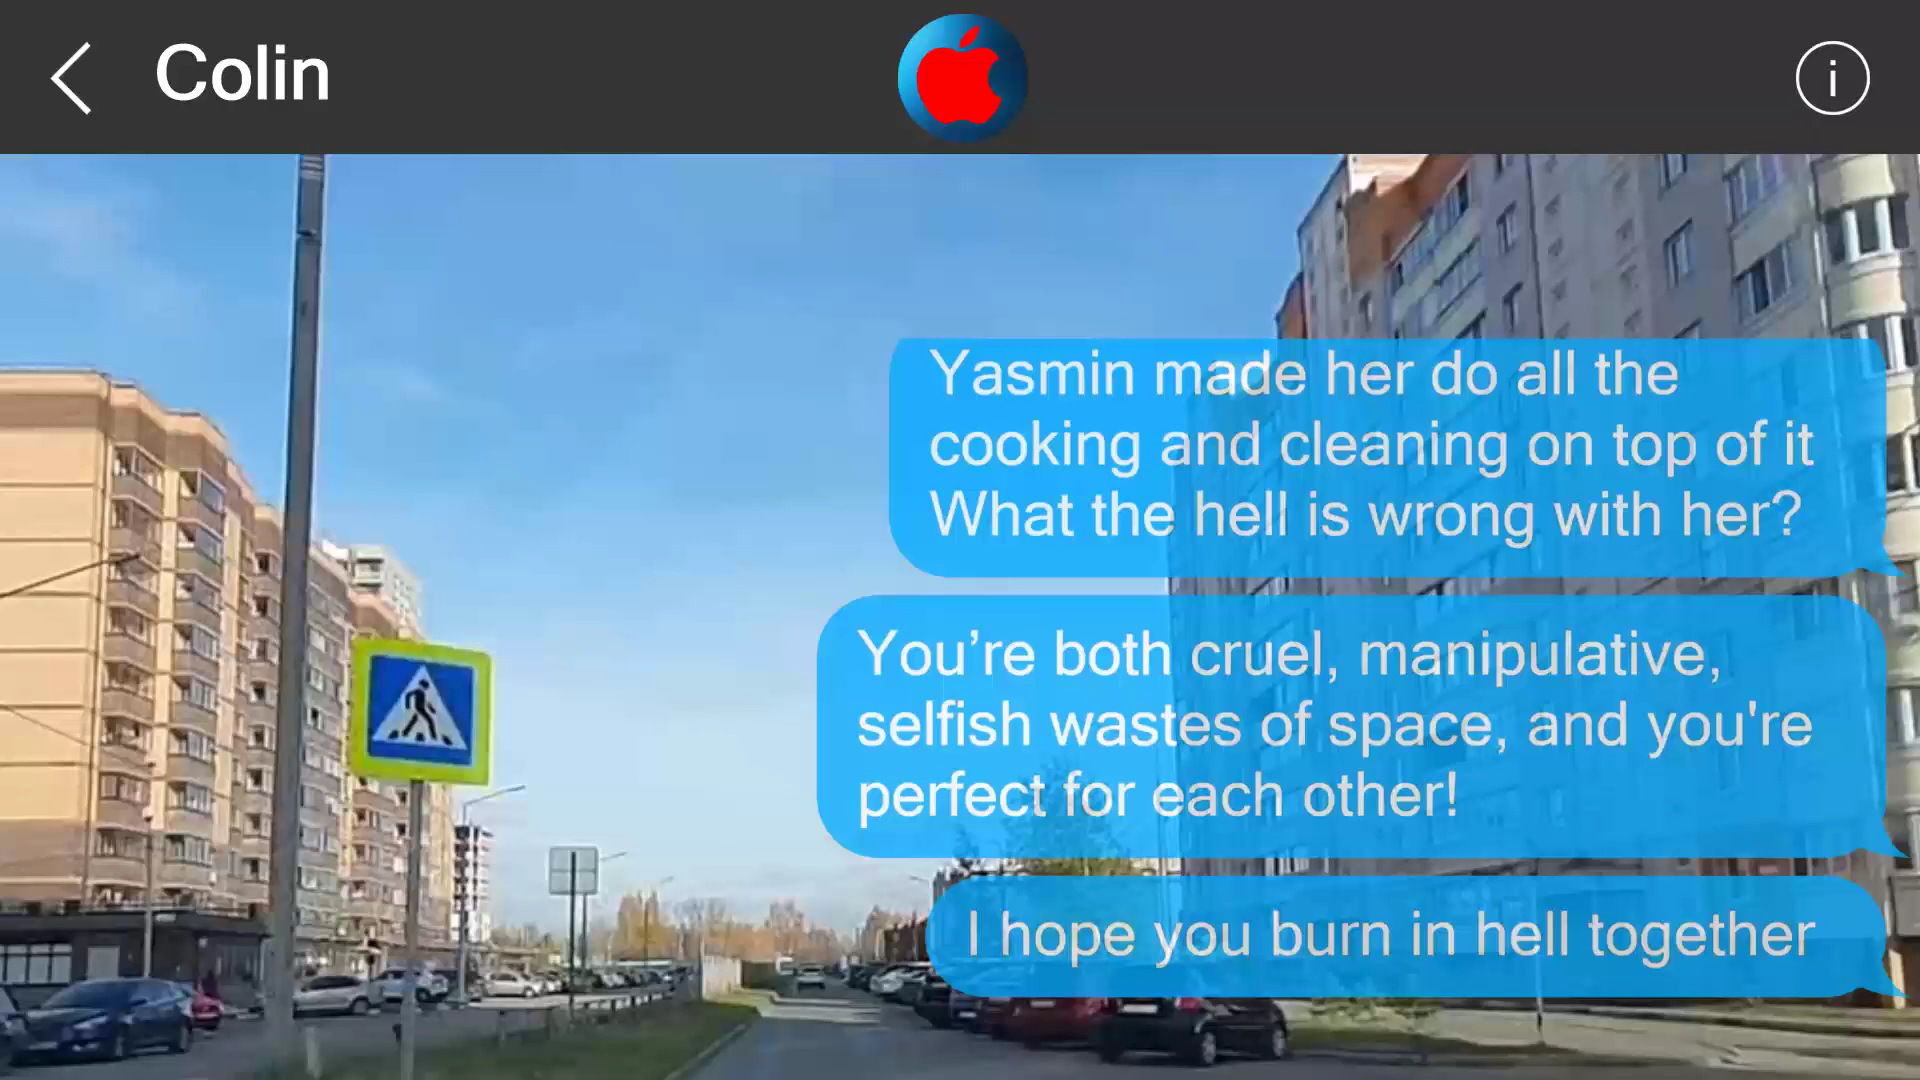 Colin
i
Yasmin made her do all the
cooking and cleaning on top of it
What the hell is wrong with her?
You’re both cruel, manipulative,
selfish wastes of space, and you're
perfect for each other!
I hope you burn in hell together